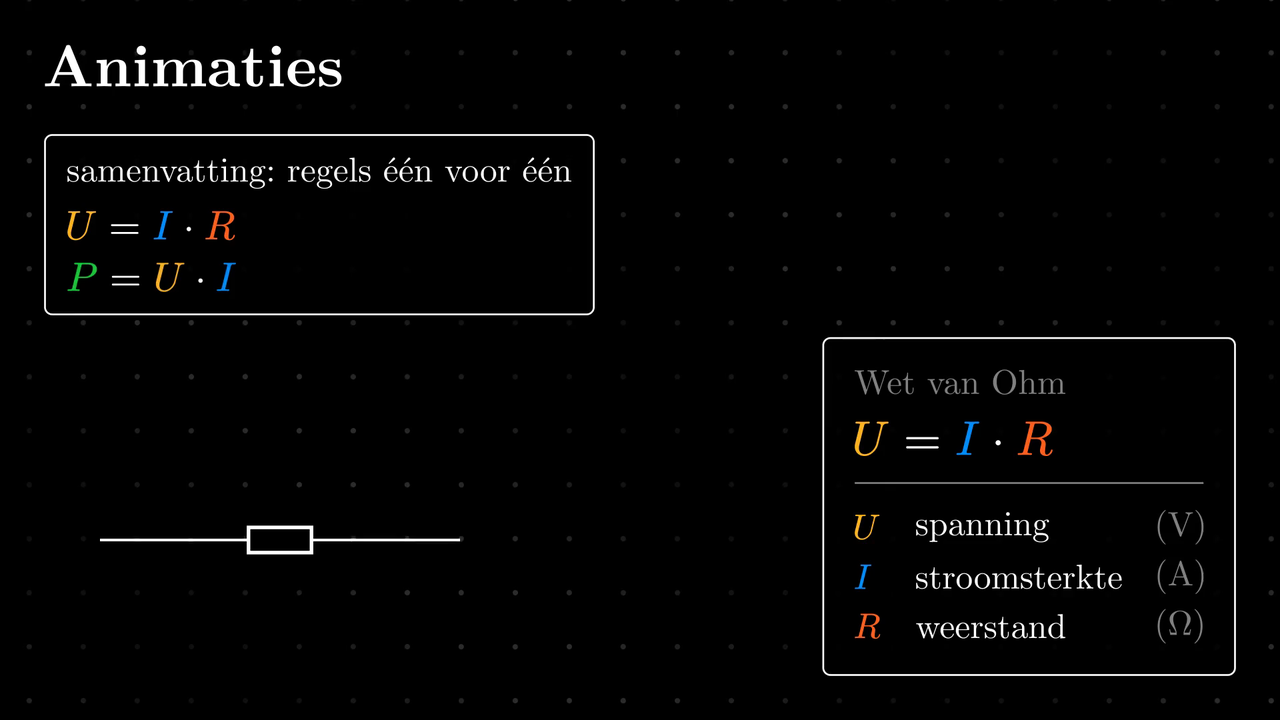 Animaties
samenvatting: regels één voor één
U = I · R
P = U · I
Wet van Ohm
U = I · R
U spanning (V)
I stroomsterkte (A)
R weerstand (Ω)